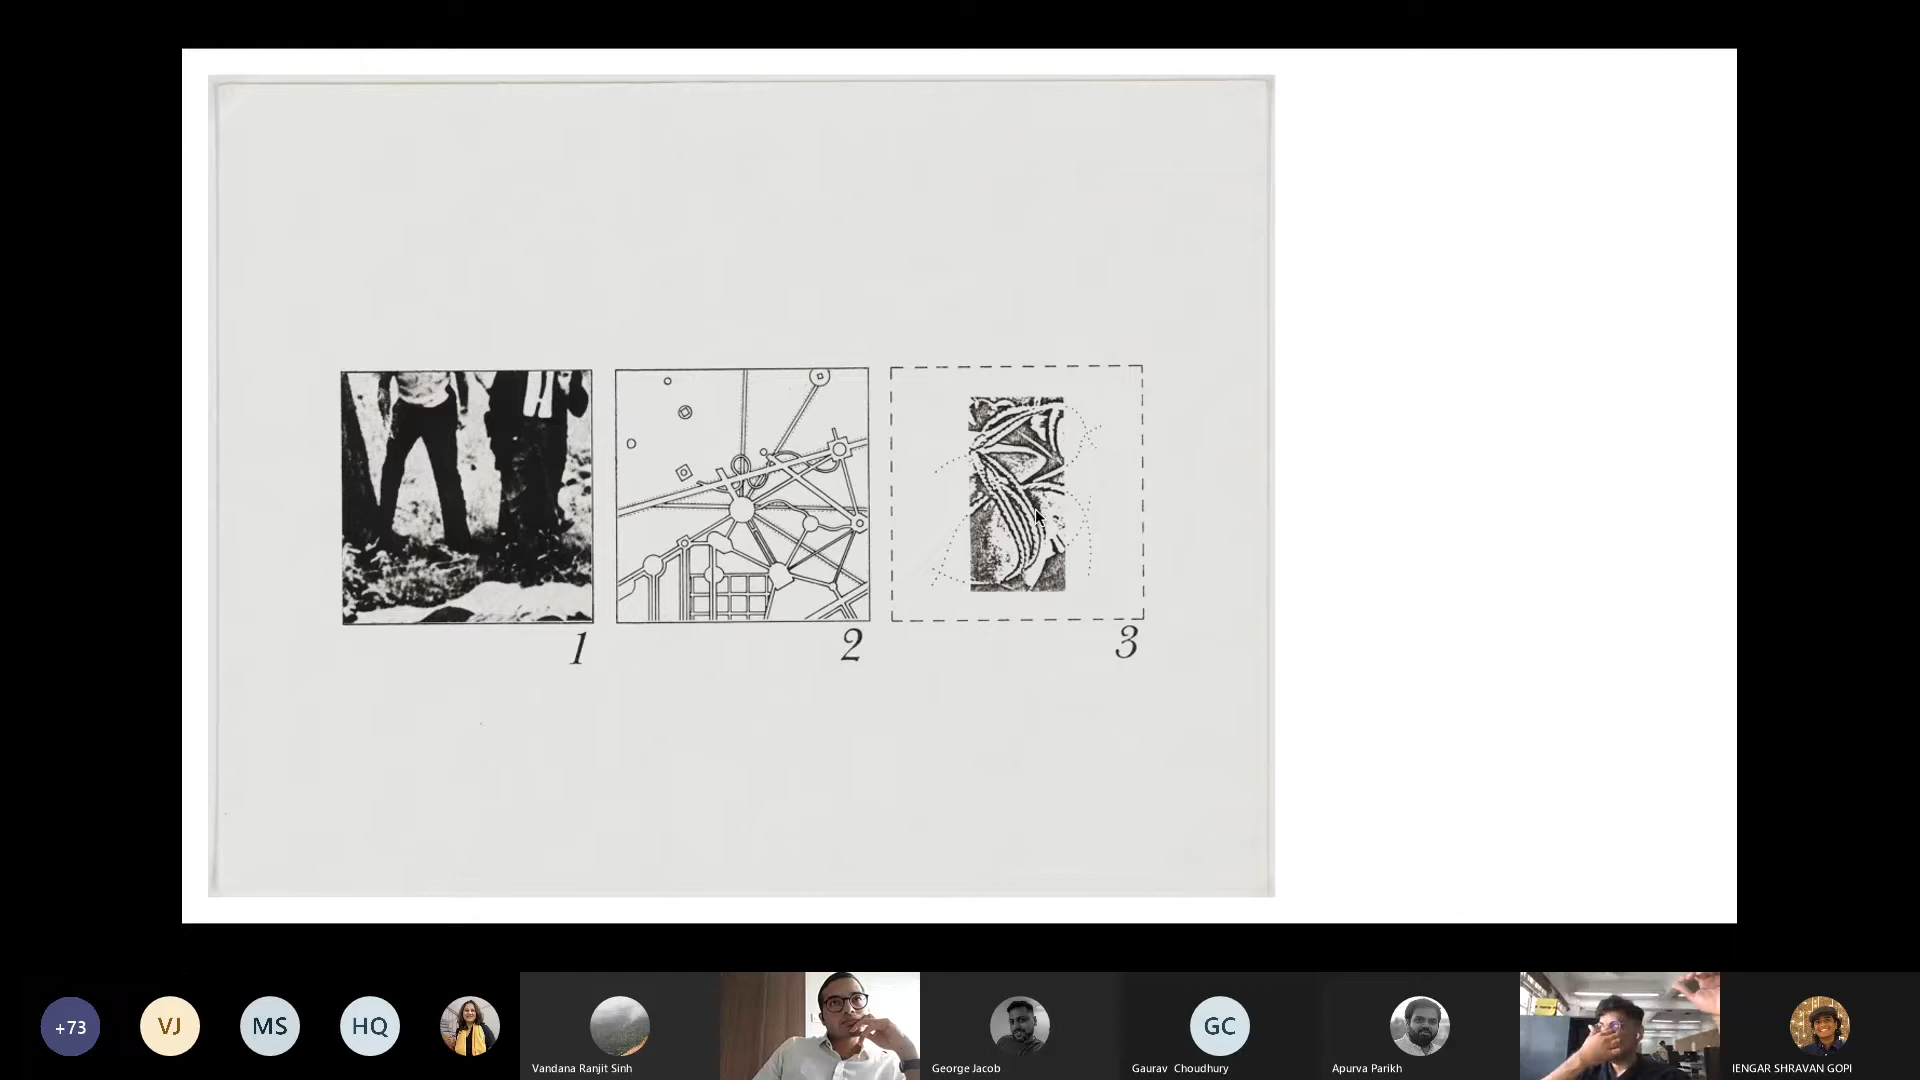 1
2
3
+73
VJ
MS
HQ
Vandana Ranjit Sinh
George Jacob
GC
Gaurav Choudhury
Apurva Parikh
IENGAR SHRAVAN GOPI